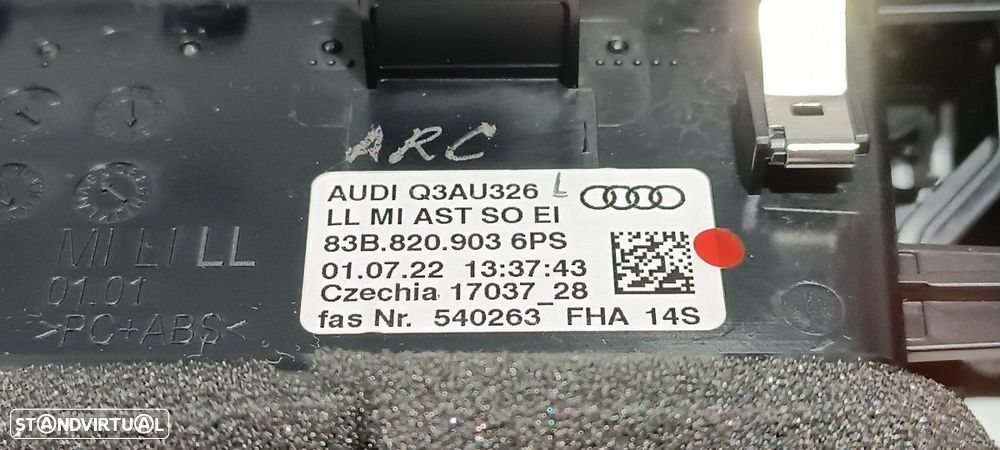 ARC
AUDI Q3AU326 L
LL MI AST SO EI
83B.820.903 6PS
01.07.22 13:37:43
Czechia 17037_28
fas Nr. 540263 FHA 14S
MI LI LL
01.01
>PC+ABS<
STANDVIRTUAL